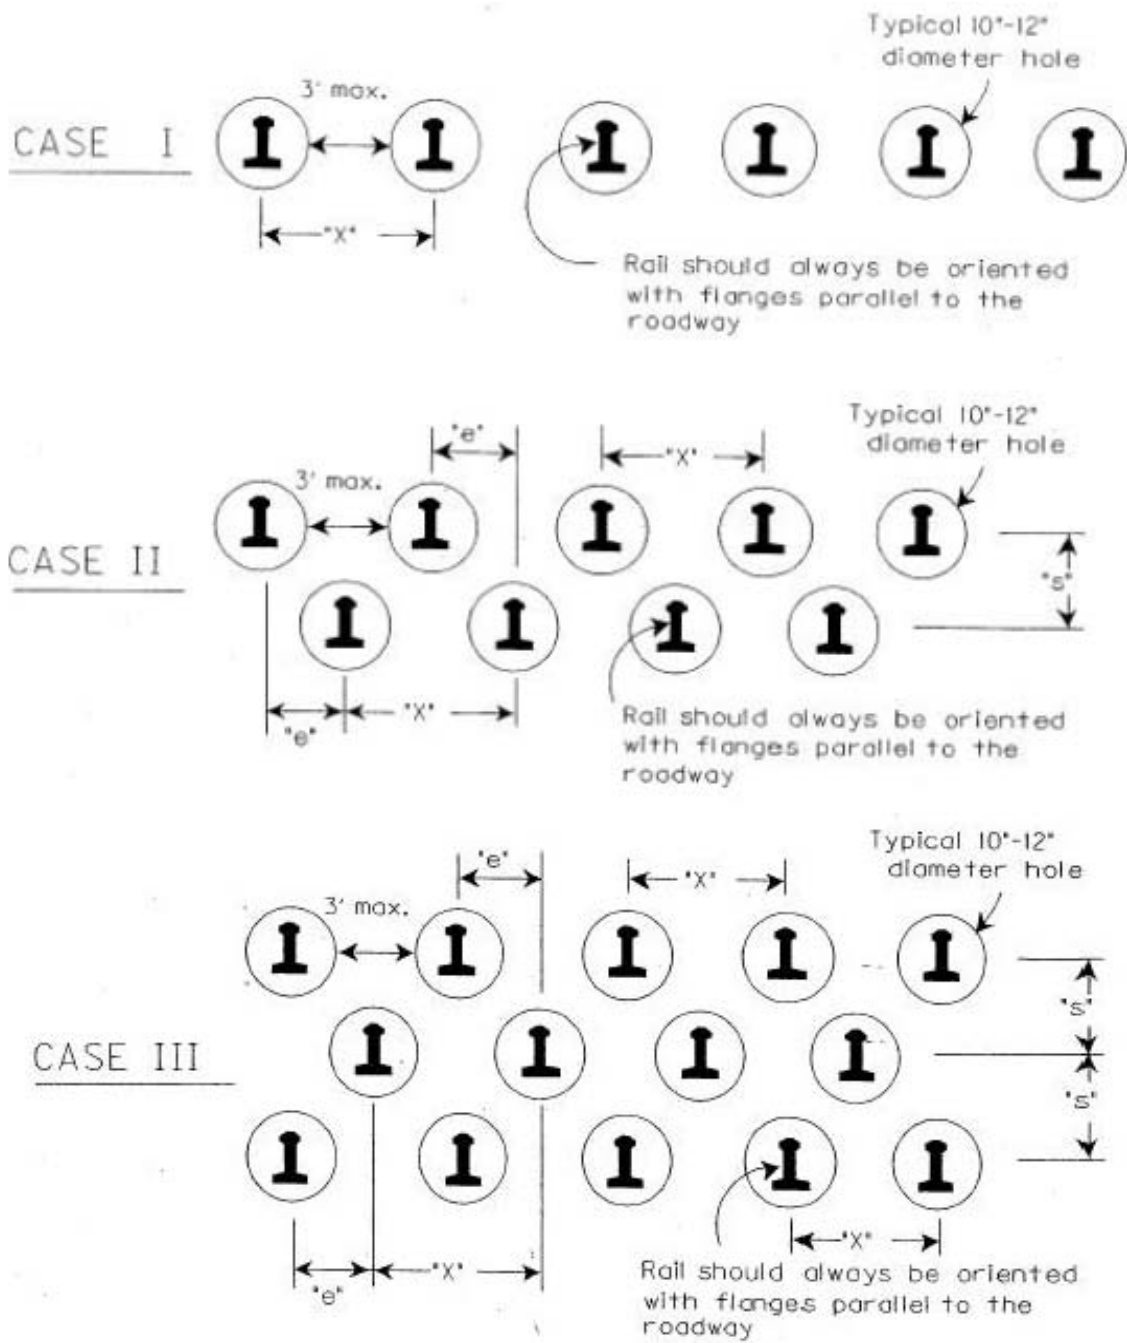 Typical 10"-12"
diameter hole
3' max.
CASE I
"X"
Rail should always be oriented
with flanges parallel to the
roadway
Typical 10"-12"
diameter hole
"e"
"X"
3' max.
CASE II
"s"
"X"
"e"
Rail should always be oriented
with flanges parallel to the
roadway
Typical 10"-12"
diameter hole
"e"
"X"
3' max.
"s"
CASE III
"s"
"X"
"X"
"e"
Rail should always be oriented
with flanges parallel to the
roadway